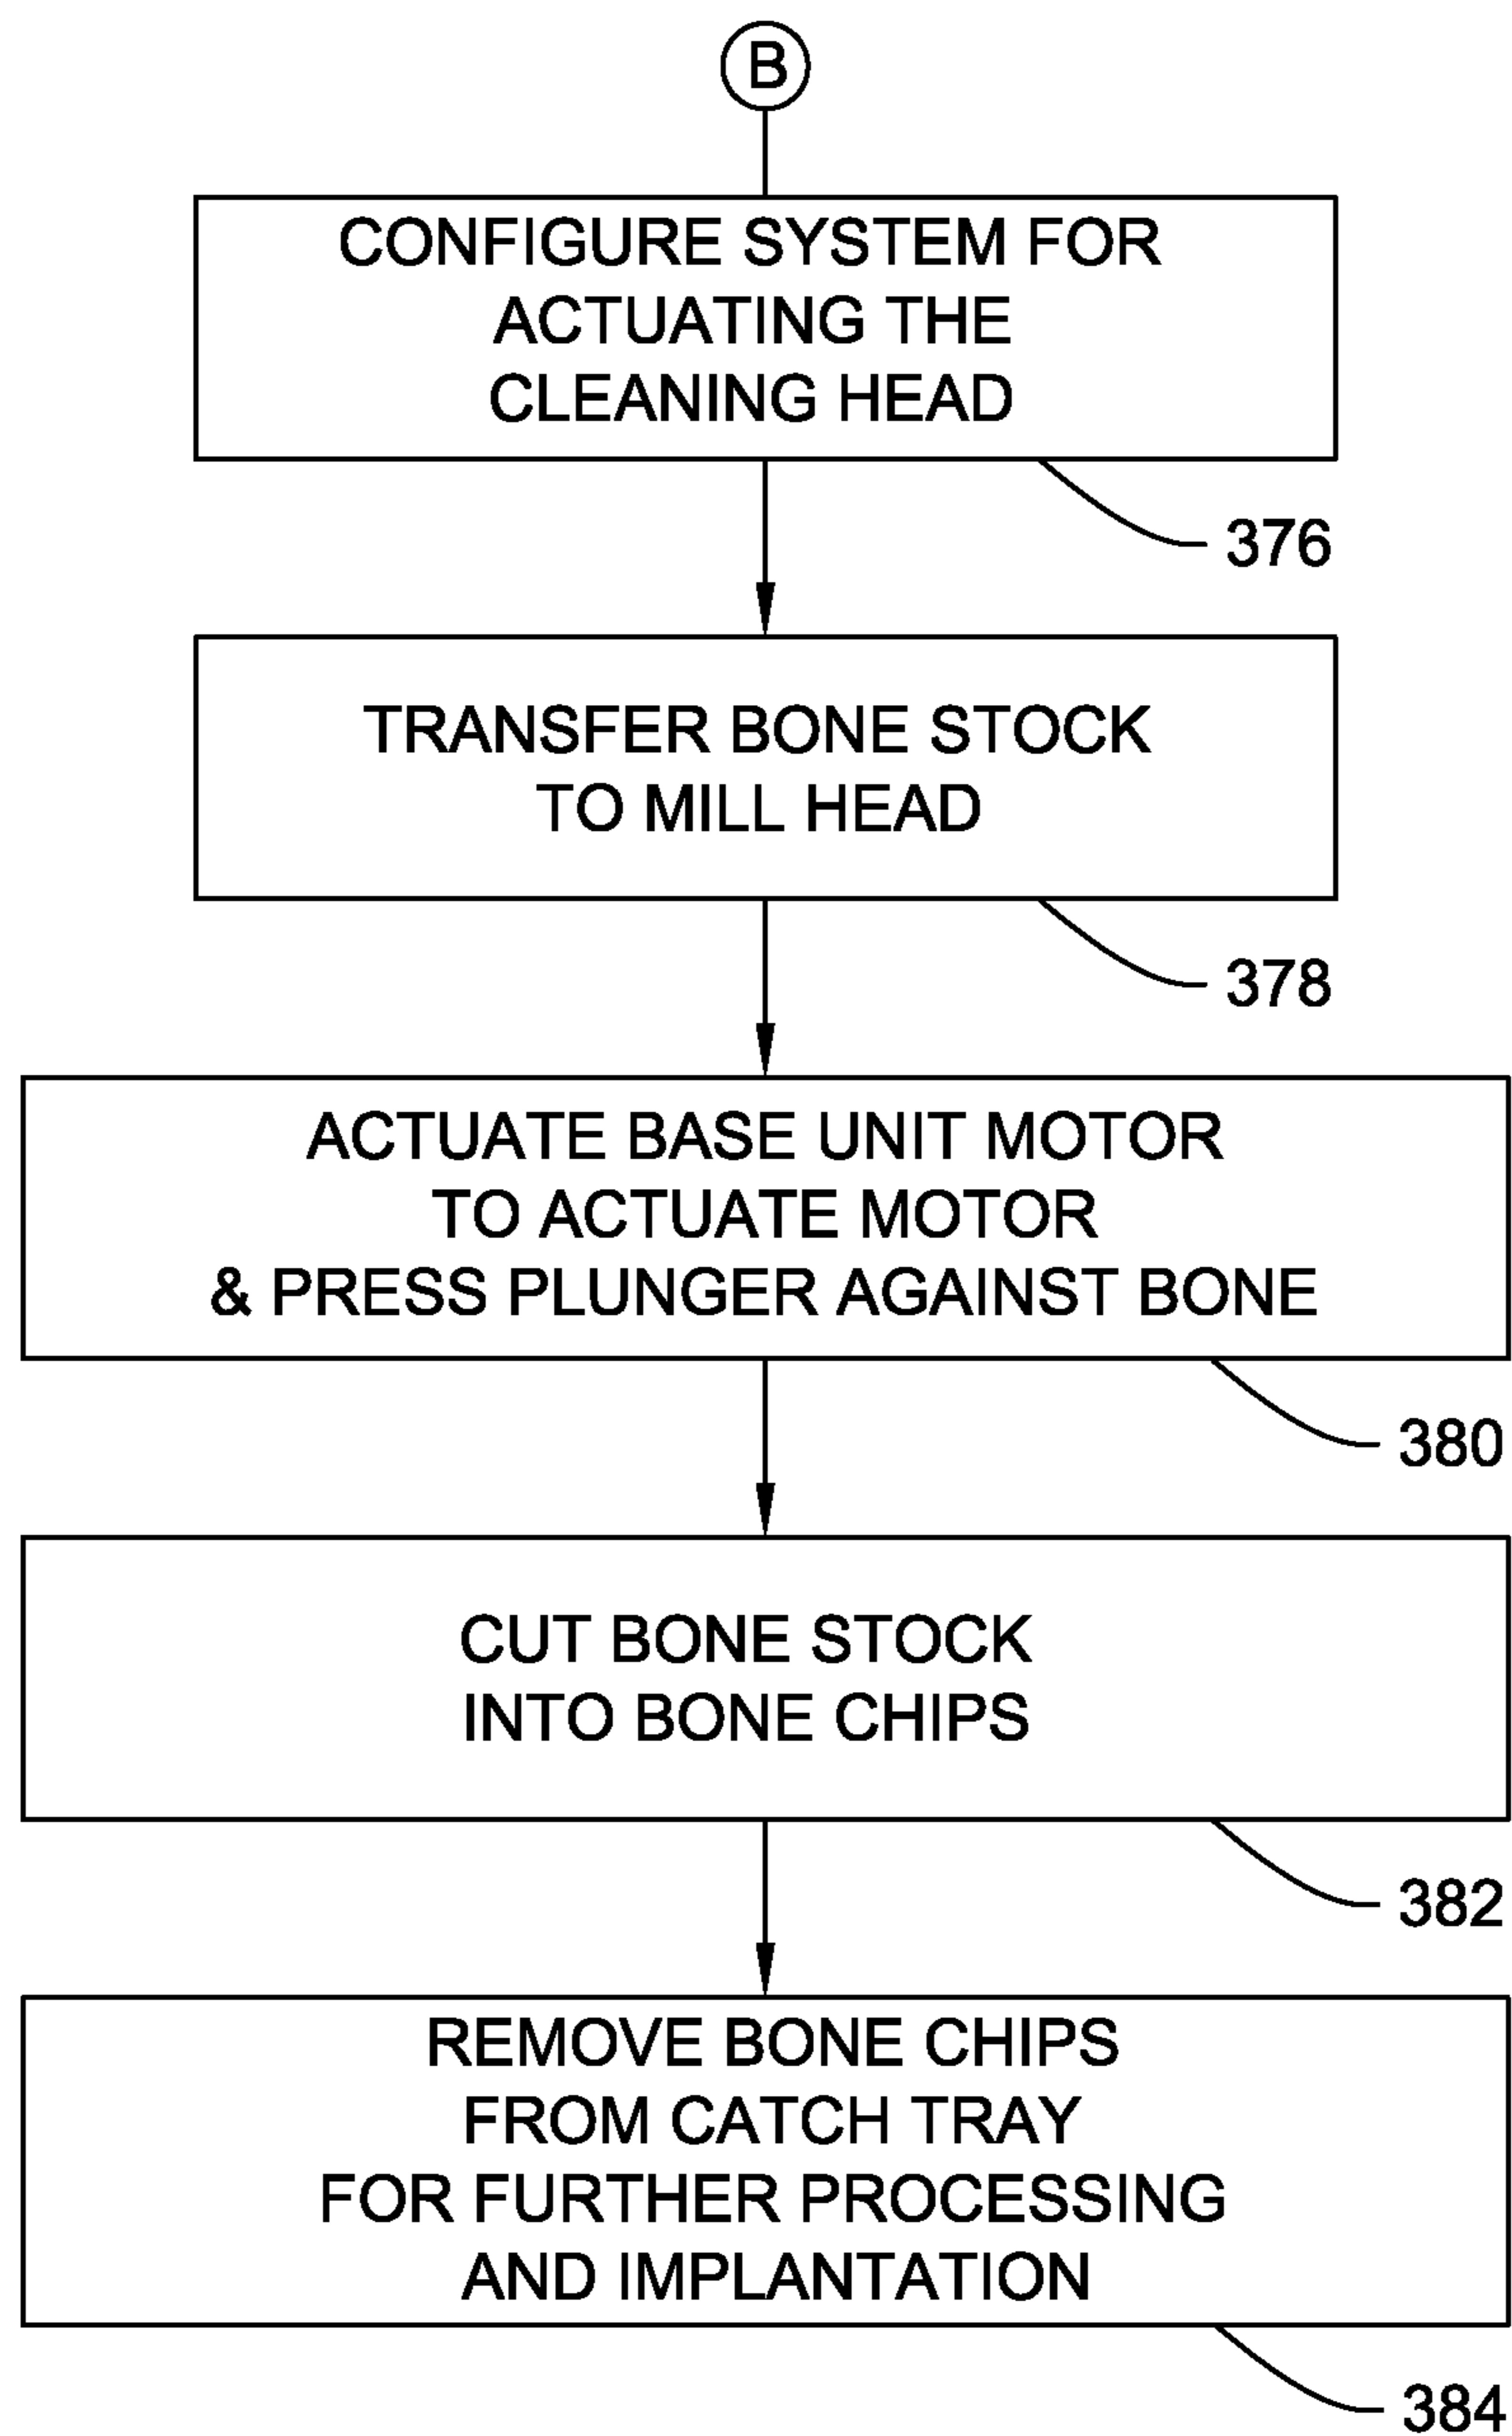 B
CONFIGURE SYSTEM FOR
ACTUATING THE
CLEANING HEAD
376
TRANSFER BONE STOCK
TO MILL HEAD
378
ACTUATE BASE UNIT MOTOR
TO ACTUATE MOTOR
& PRESS PLUNGER AGAINST BONE
380
CUT BONE STOCK
INTO BONE CHIPS
382
REMOVE BONE CHIPS
FROM CATCH TRAY
FOR FURTHER PROCESSING
AND IMPLANTATION
384